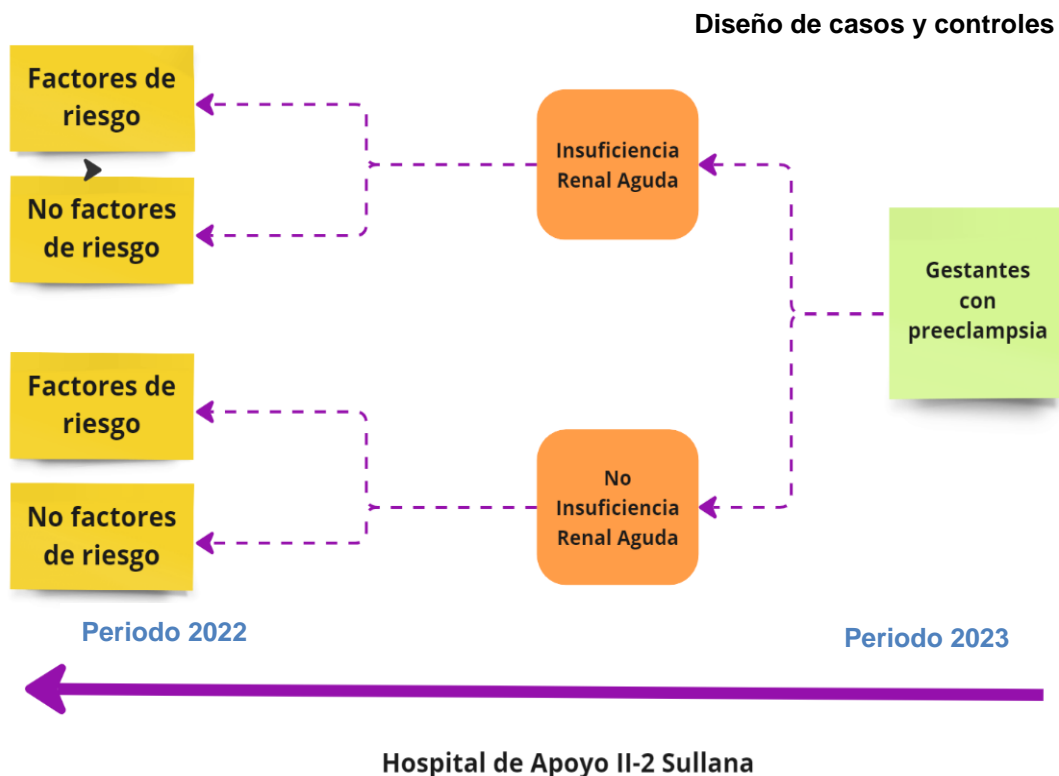 Diseño de casos y controles
Factores de
riesgo
No factores
de riesgo
Insuficiencia
Renal Aguda
Gestantes
con
preeclampsia
Factores de
riesgo
No factores
de riesgo
No
Insuficiencia
Renal Aguda
Periodo 2022
Periodo 2023
Hospital de Apoyo II-2 Sullana